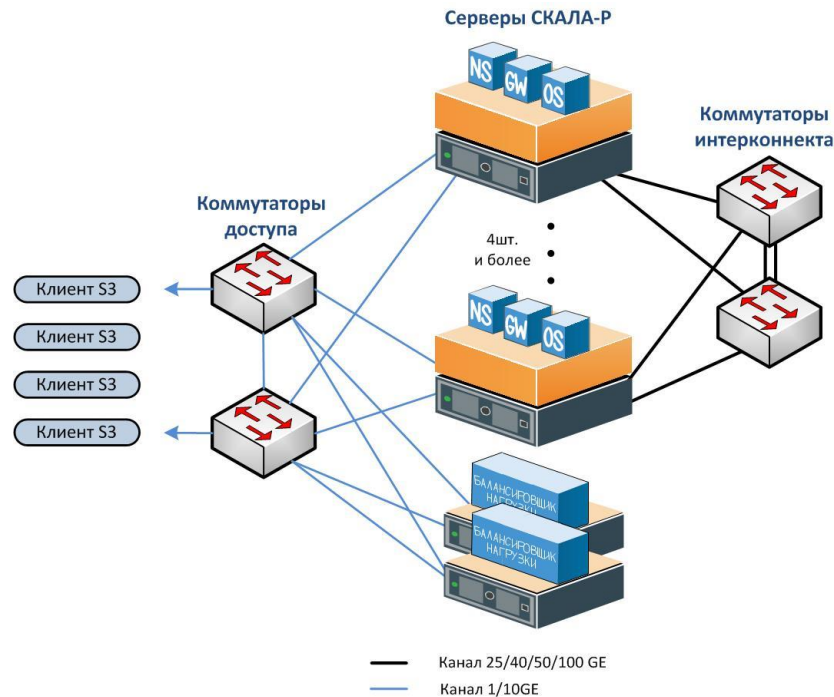 Серверы СКАЛА-Р
NS GW OS
Коммутаторы
интерконнекта
Коммутаторы
доступа
4шт.
и более
Клиент S3
Клиент S3
Клиент S3
Клиент S3
NS GW OS
БАЛАНСИРОВЩИК
НАГРУЗКИ
БАЛАНСИРОВЩИК
НАГРУЗКИ
Канал 25/40/50/100 GE
Канал 1/10GE